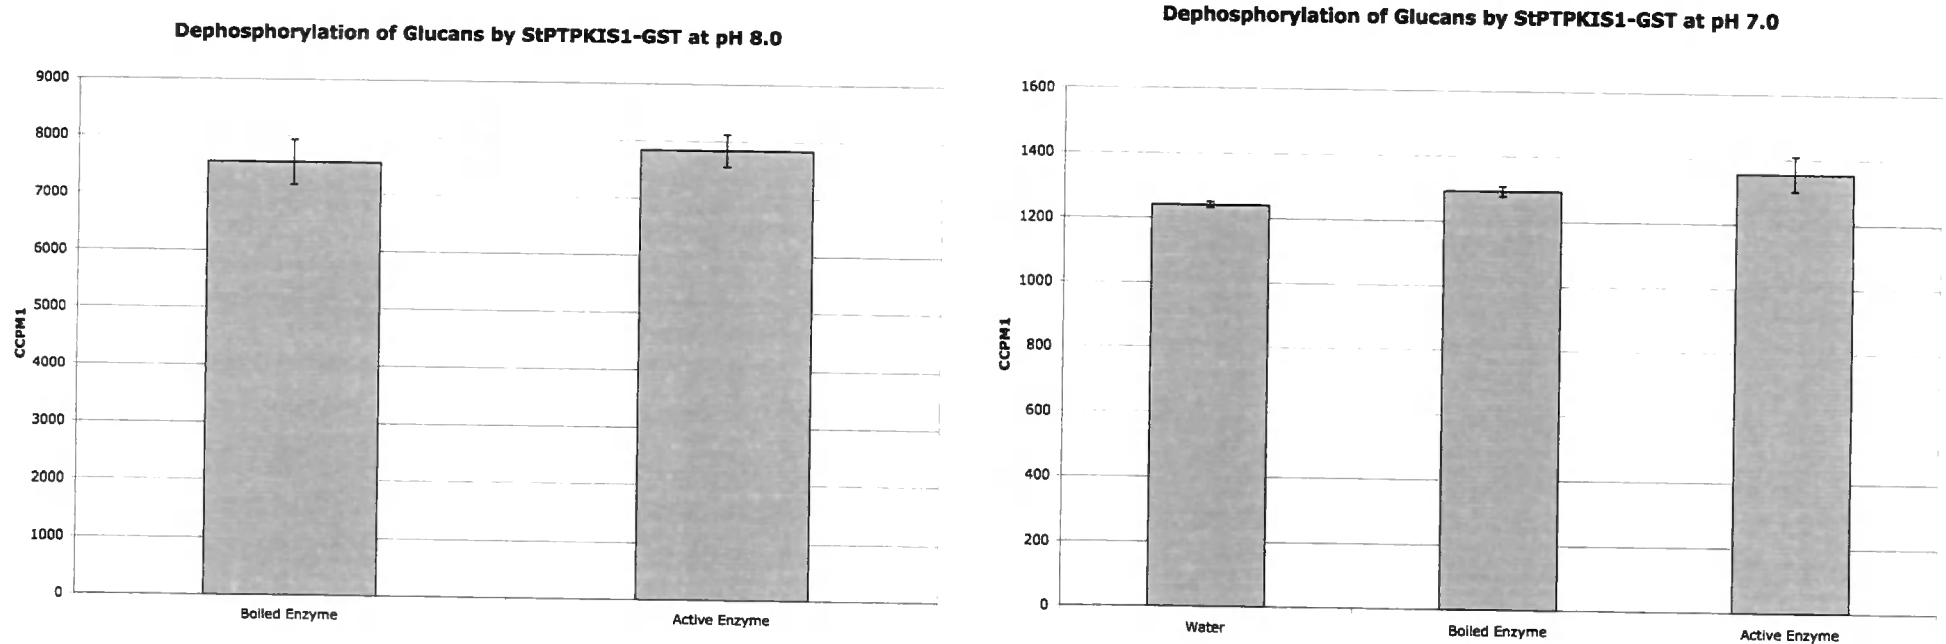 Dephosphorylation of Glucans by StPTPKIS1-GST at pH 8.0
9000
8000
7000
6000
5000
4000
3000
2000
1000
0
CCPM1
Boiled Enzyme
Active Enzyme
Dephosphorylation of Glucans by StPTPKIS1-GST at pH 7.0
1600
1400
1200
1000
800
600
400
200
0
CCPM1
Water
Boiled Enzyme
Active Enzyme